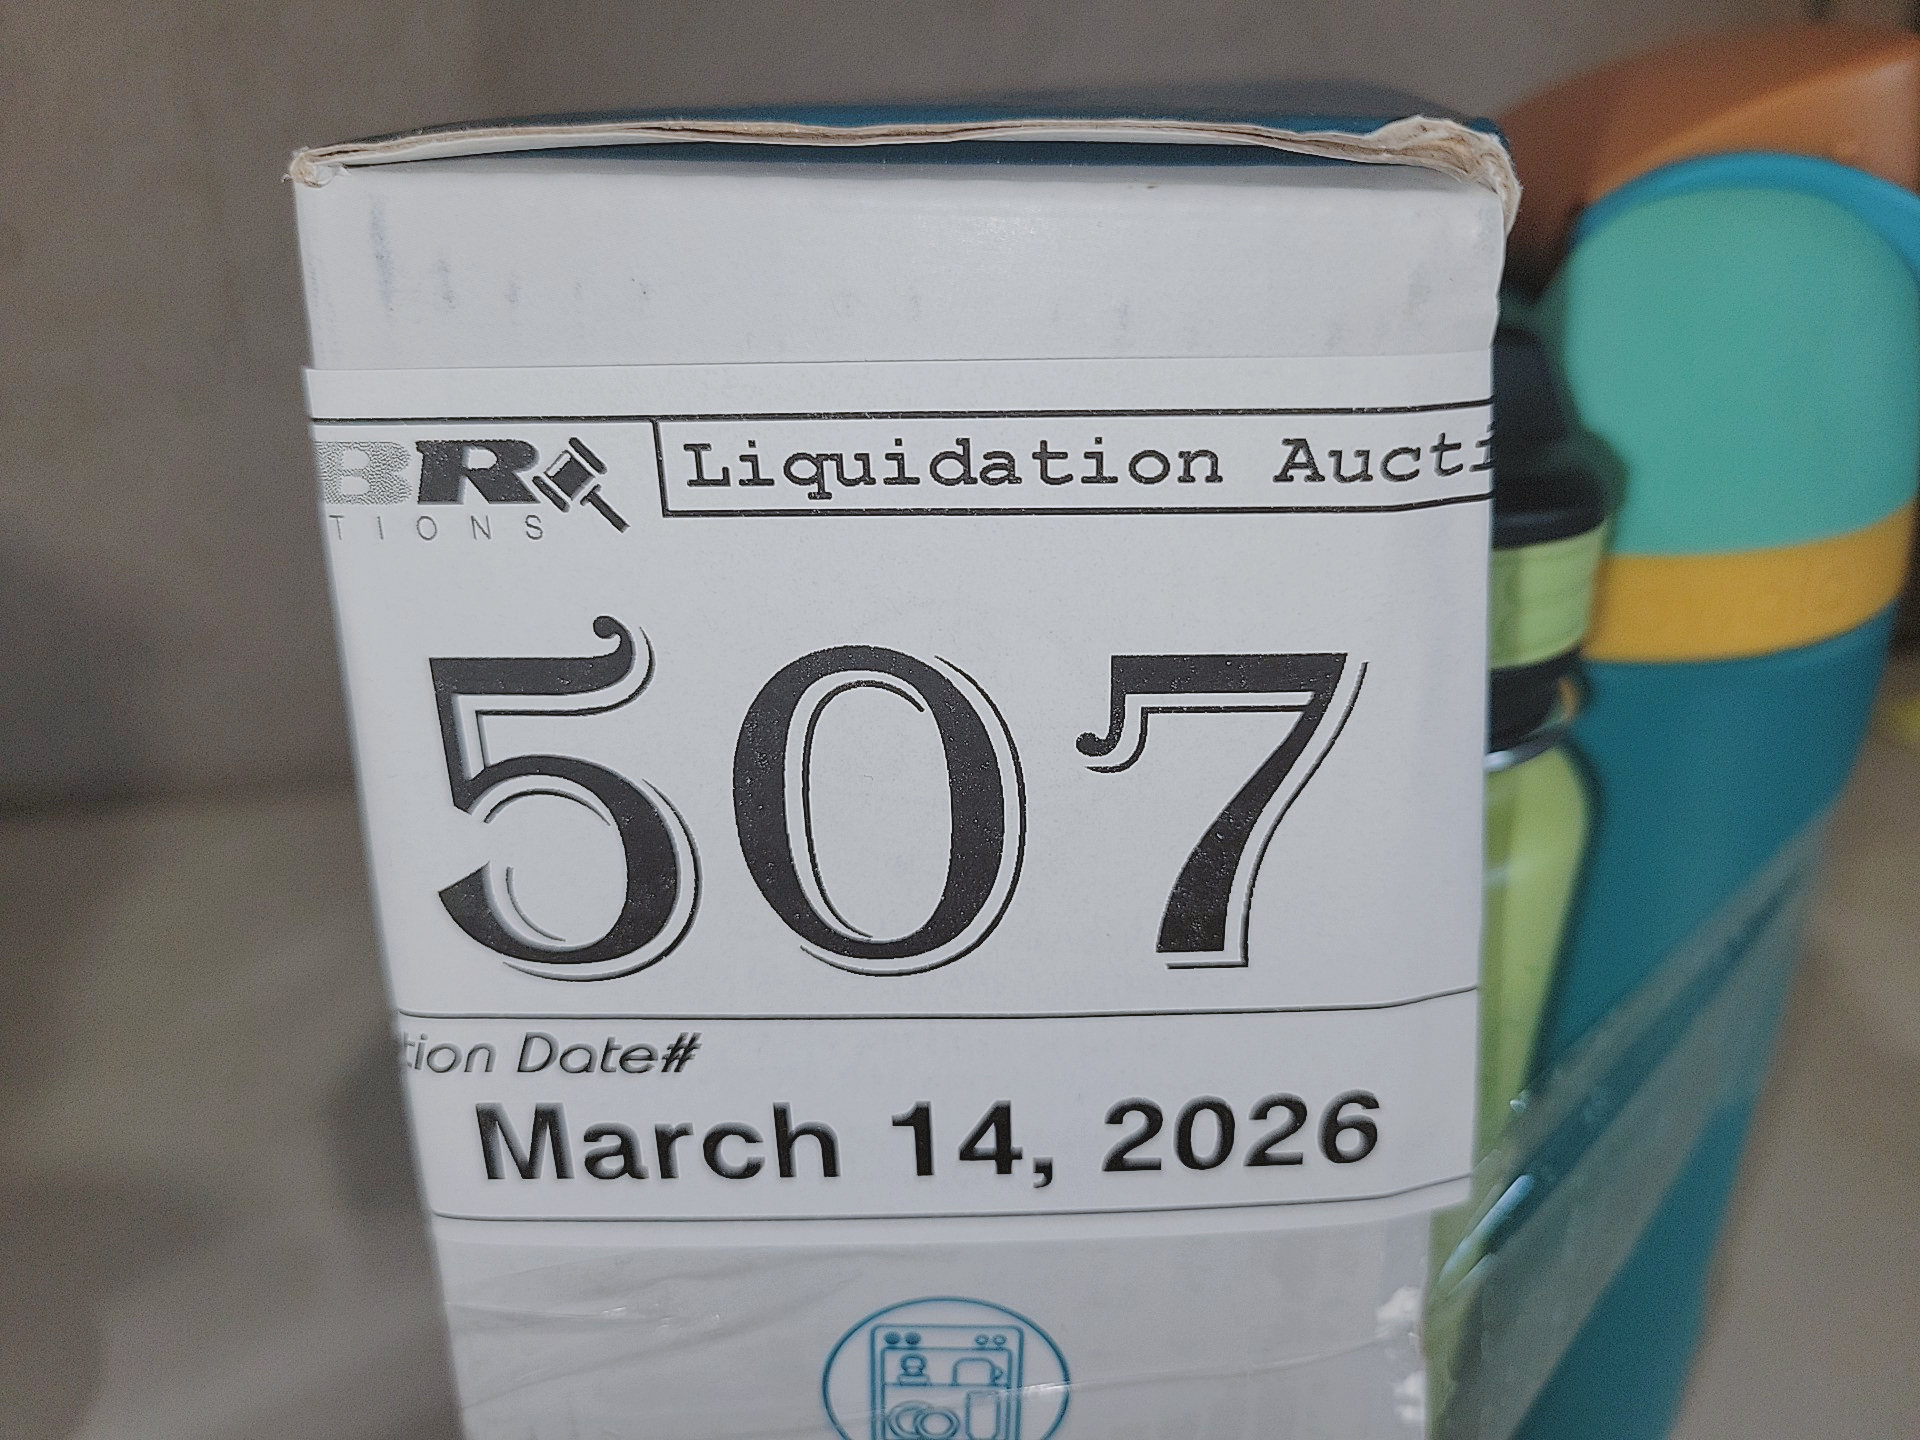 BR
TIONS
Liquidation Aucti
507
tion Date#
March 14, 2026